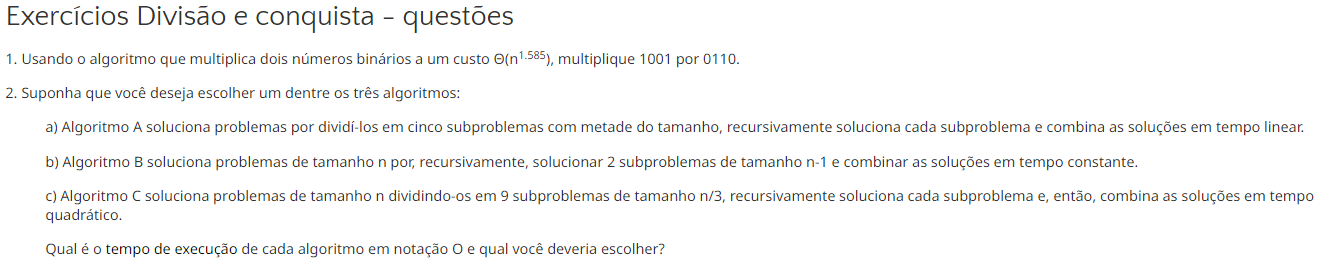 Exercícios Divisão e conquista – questões
1. Usando o algoritmo que multiplica dois números binários a um custo Θ(n^1.585), multiplique 1001 por 0110.
2. Suponha que você deseja escolher um dentre os três algoritmos:
a) Algoritmo A soluciona problemas por dividí-los em cinco subproblemas com metade do tamanho, recursivamente soluciona cada subproblema e combina as soluções em tempo linear.
b) Algoritmo B soluciona problemas de tamanho n por, recursivamente, solucionar 2 subproblemas de tamanho n-1 e combinar as soluções em tempo constante.
c) Algoritmo C soluciona problemas de tamanho n dividindo-os em 9 subproblemas de tamanho n/3, recursivamente soluciona cada subproblema e, então, combina as soluções em tempo
quadrático.
Qual é o tempo de execução de cada algoritmo em notação O e qual você deveria escolher?